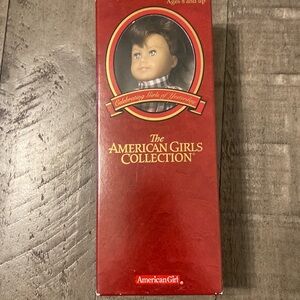 Ages 8 and up
Celebrating Girls of Yesterday
The
AMERICAN GIRLS
COLLECTION®
American Girl®